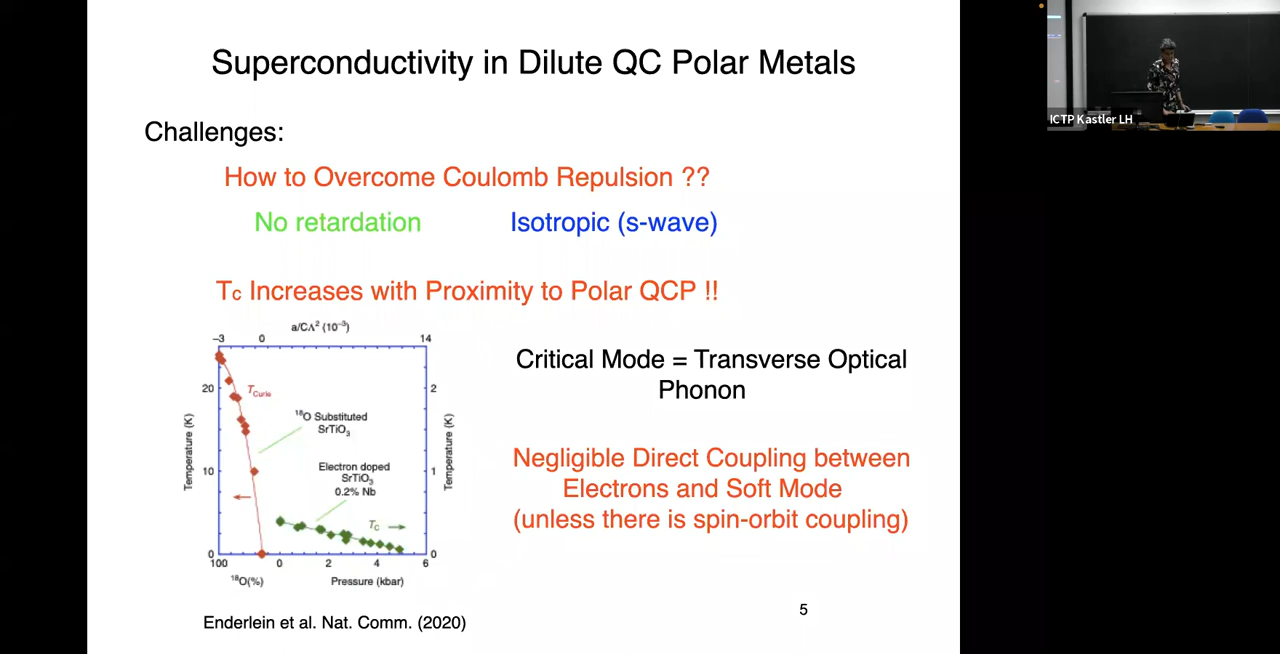 Superconductivity in Dilute QC Polar Metals
Challenges:
How to Overcome Coulomb Repulsion ??
No retardation
Isotropic (s-wave)
Tc Increases with Proximity to Polar QCP !!
a/CΛ² (10⁻³)
–3 0 14
20 2
10 1
0 0
Temperature (K)
Temperature (K)
TCurie
¹⁸O Substituted
SrTiO₃
Electron doped
SrTiO₃
0.2% Nb
Tc
100 0 2 4 6
¹⁸O(%) Pressure (kbar)
Enderlein et al. Nat. Comm. (2020)
Critical Mode = Transverse Optical
Phonon
Negligible Direct Coupling between
Electrons and Soft Mode
(unless there is spin-orbit coupling)
5
ICTP Kastler LH